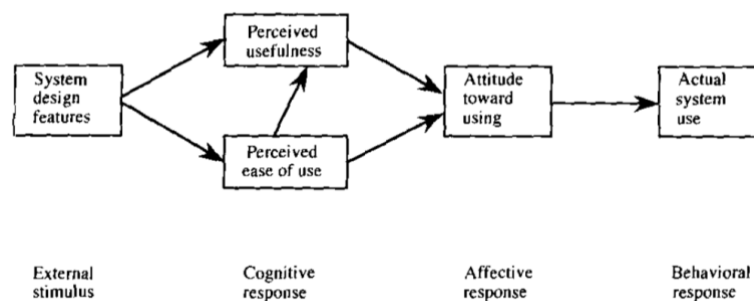 Perceived
usefulness
System
design
features
Attitude
toward
using
Actual
system
use
Perceived
ease of use
External
stimulus
Cognitive
response
Affective
response
Behavioral
response